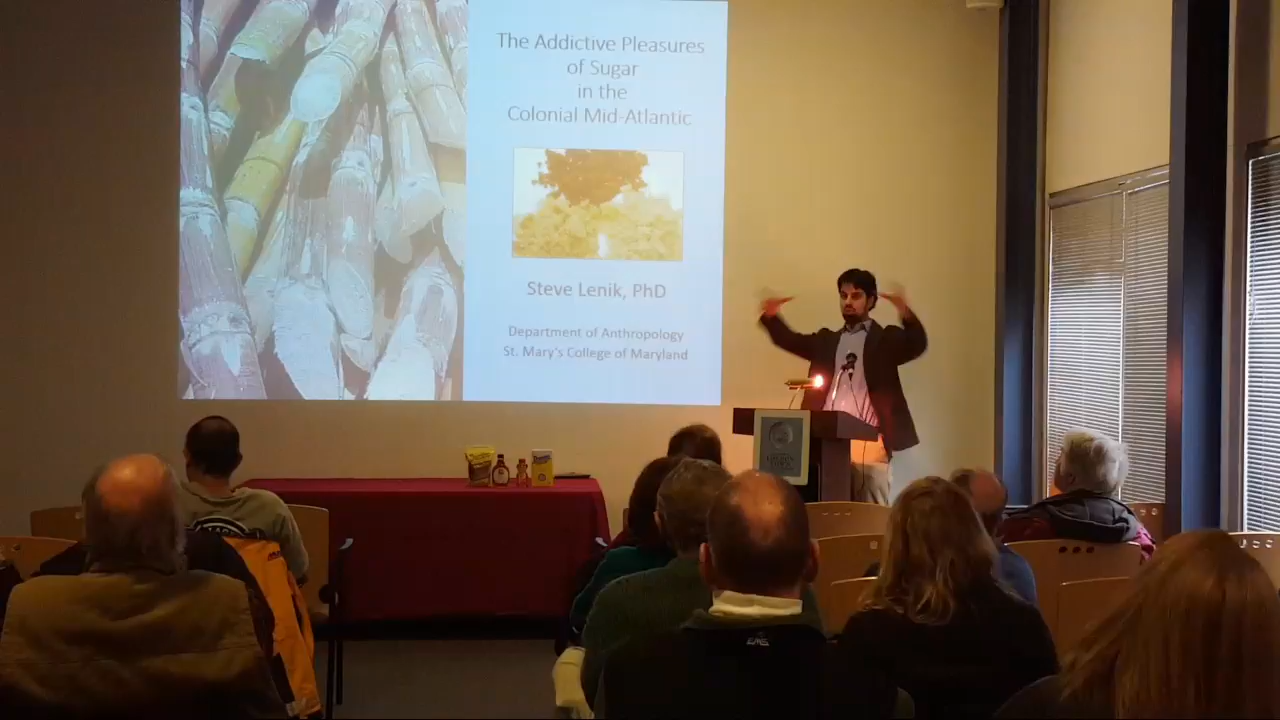 The Addictive Pleasures
of Sugar
in the
Colonial Mid-Atlantic
Steve Lenik, PhD
Department of Anthropology
St. Mary's College of Maryland
EMS